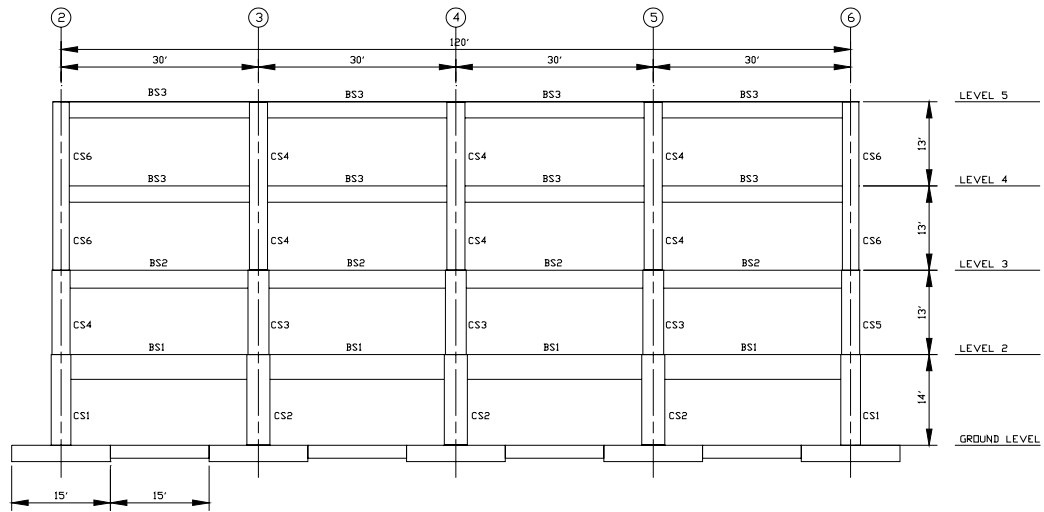 2 3 4 5 6
120'
30' 30' 30' 30'
BS3 BS3 BS3 BS3 LEVEL 5
CS6 CS4 CS4 CS4 CS6 13'
BS3 BS3 BS3 BS3 LEVEL 4
CS6 CS4 CS4 CS4 CS6 13'
BS2 BS2 BS2 BS2 LEVEL 3
CS4 CS3 CS3 CS3 CS5 13'
BS1 BS1 BS1 BS1 LEVEL 2
CS1 CS2 CS2 CS2 CS1 14'
GROUND LEVEL
15' 15'